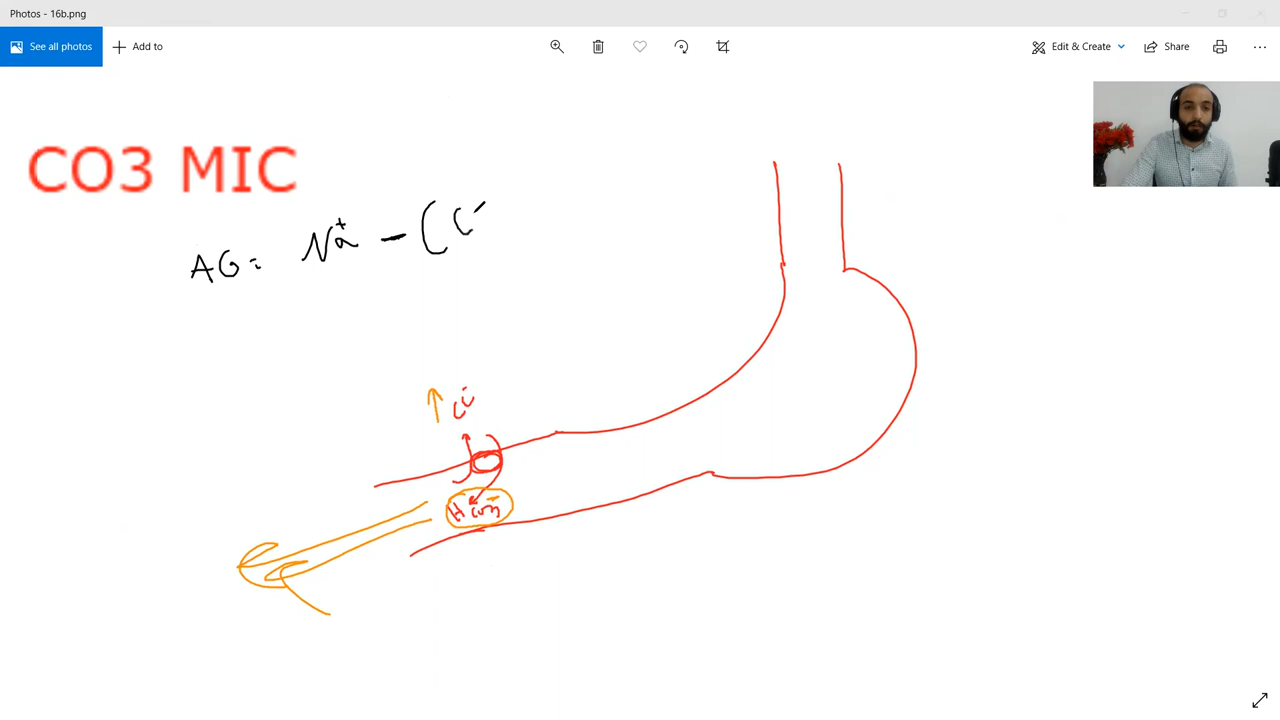 Photos - 16b.png
See all photos
Add to
Edit & Create
Share
CO3 MIC
AG = Na+ - (Cl-
↑ Cl-
HCO3-